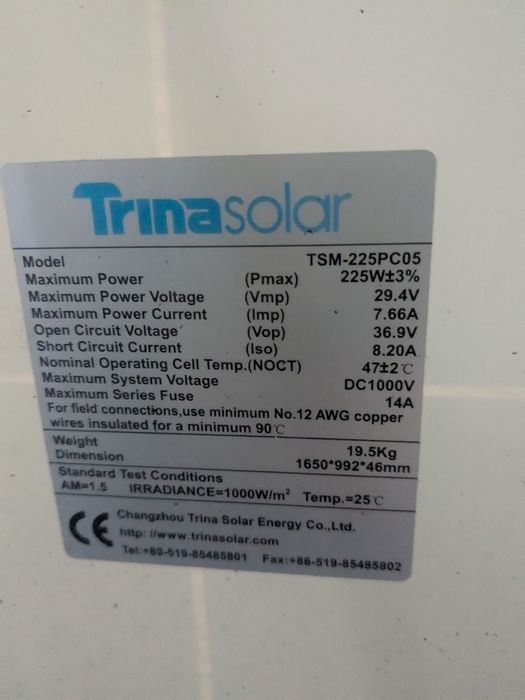 Trinasolar
Model TSM-225PC05
Maximum Power (Pmax) 225W±3%
Maximum Power Voltage (Vmp) 29.4V
Maximum Power Current (Imp) 7.66A
Open Circuit Voltage (Vop) 36.9V
Short Circuit Current (Iso) 8.20A
Nominal Operating Cell Temp.(NOCT) 47±2℃
Maximum System Voltage DC1000V
Maximum Series Fuse 14A
For field connections,use minimum No.12 AWG copper
wires insulated for a minimum 90℃
Weight 19.5Kg
Dimension 1650*992*46mm
Standard Test Conditions
AM=1.5 IRRADIANCE=1000W/m² Temp.=25℃
CE
Changzhou Trina Solar Energy Co.,Ltd.
http: //www.trinasolar.com
Tel:+86-519-85485801 Fax:+86-519-85485802